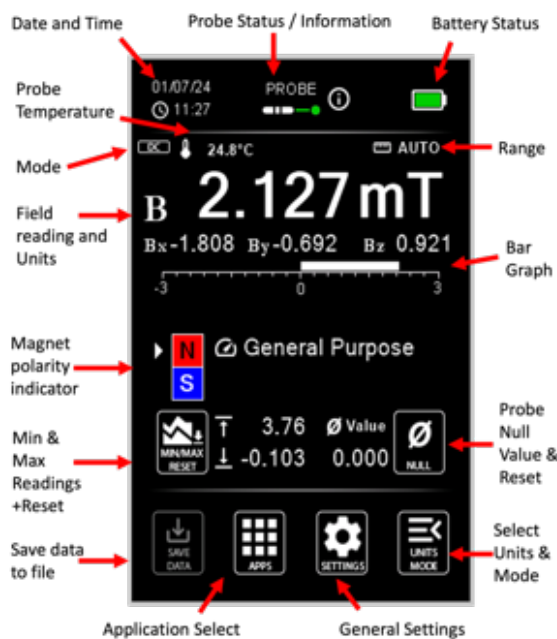 Date and Time
Probe Status / Information
Battery Status
01/07/24
11:27
PROBE
Probe
Temperature
DC
24.8°C
AUTO
Range
Mode
B 2.127 mT
Field
reading and
Units
Bx-1.808 By-0.692 Bz 0.921
Bar
Graph
-3 0 3
Magnet
polarity
indicator
N
S
General Purpose
Min &
Max
Readings
+Reset
MIN/MAX
RESET
3.76
-0.103
Ø Value
0.000
Ø
NULL
Probe
Null
Value &
Reset
Save data
to file
SAVE
DATA
APPS
SETTINGS
UNITS
MODE
Select
Units &
Mode
Application Select
General Settings